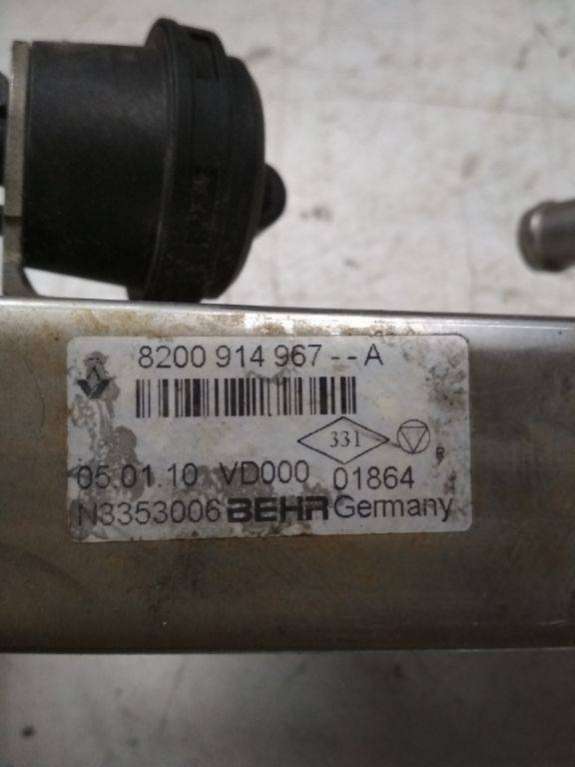 8200 914 967 - - A
331
R
05.01.10 VD000 01864
N3353006 BEHR Germany